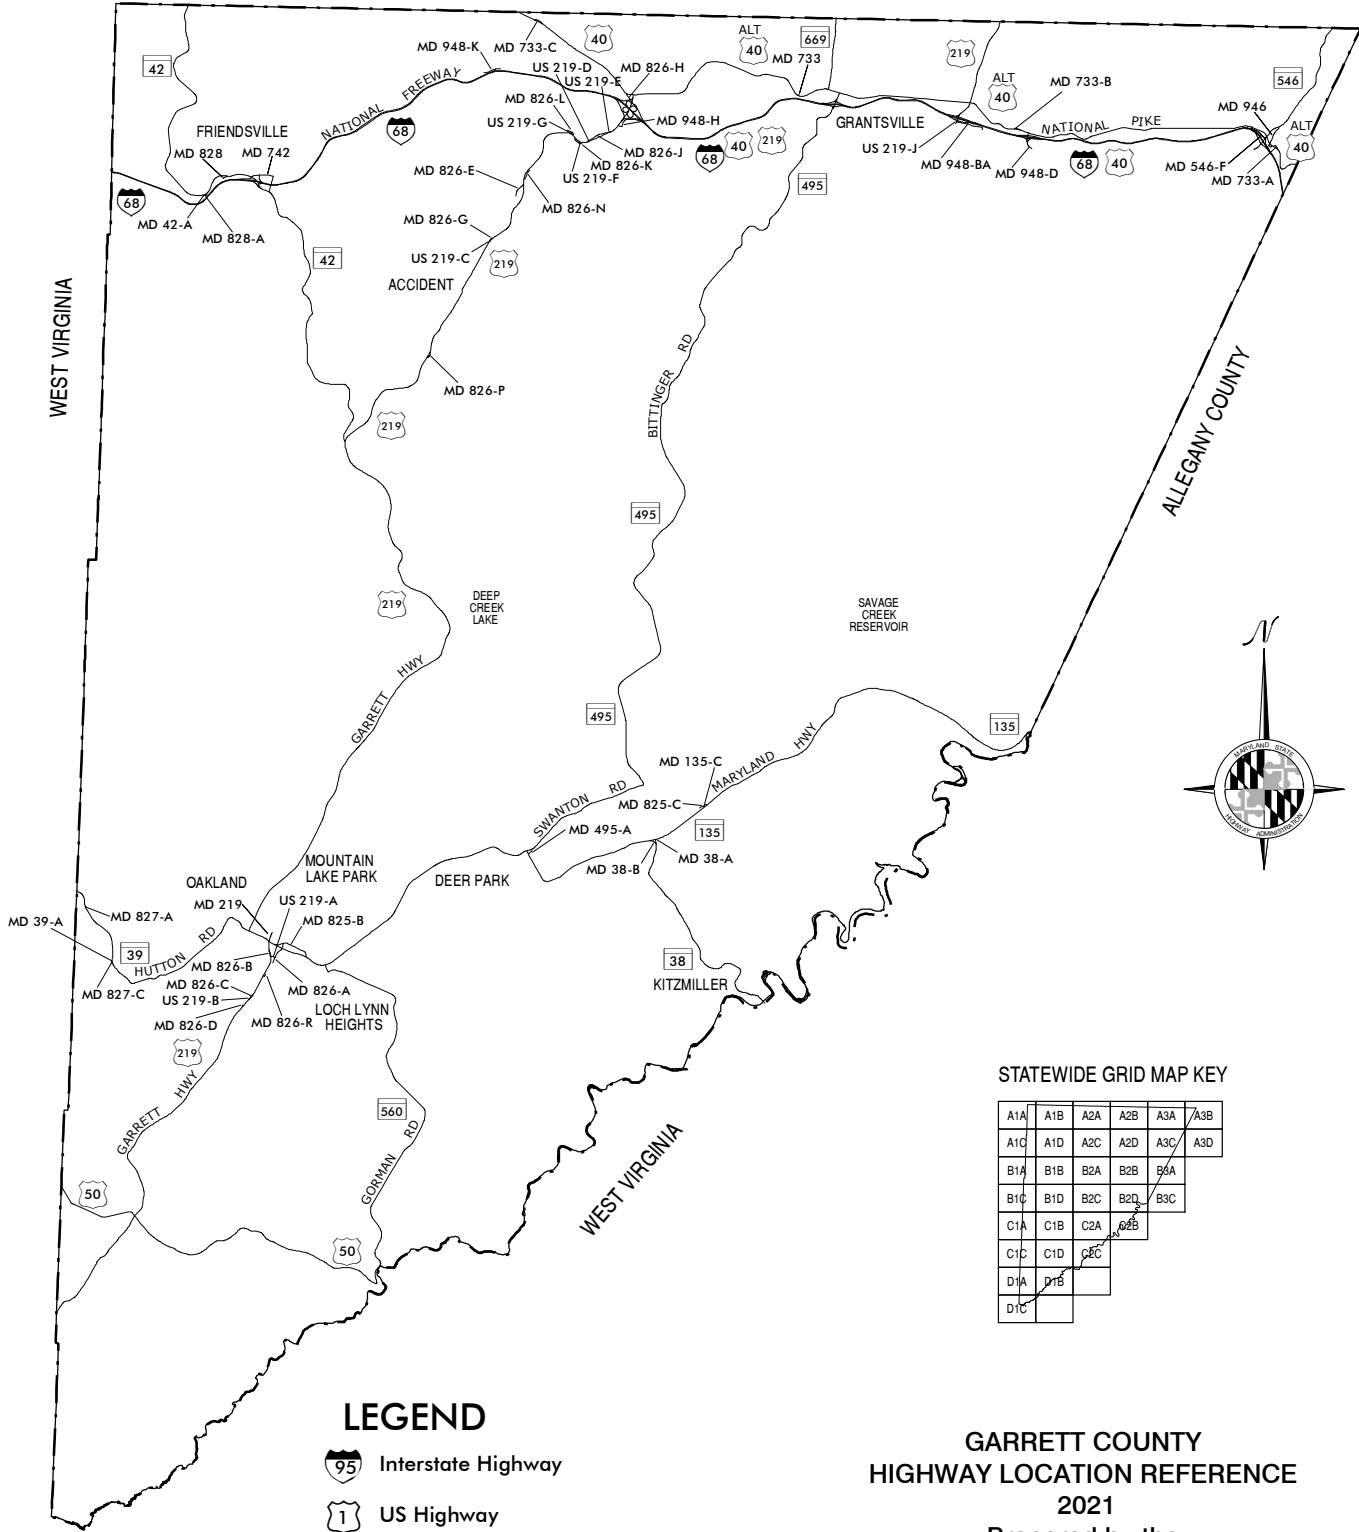 42
MD 948-K
MD 733-C
40
ALT
40
669
219
US 219-D
US 219-E
MD 826-H
MD 733
ALT
40
MD 733-B
546
NATIONAL FREEWAY
68
FRIENDSVILLE
MD 828
MD 742
MD 826-L
US 219-G
MD 948-H
MD 826-J
MD 826-K
US 219-F
68
40
219
GRANTSVILLE
US 219-J
MD 948-BA
MD 948-D
NATIONAL PIKE
68
40
MD 946
ALT
40
MD 546-F
MD 733-A
68
MD 42-A
MD 828-A
MD 826-E
MD 826-N
495
MD 826-G
US 219-C
219
42
ACCIDENT
WEST VIRGINIA
MD 826-P
219
BITTINGER RD
ALLEGANY COUNTY
495
219
DEEP
CREEK
LAKE
SAVAGE
CREEK
RESERVOIR
GARRETT HWY
495
135
MARYLAND HWY
MD 135-C
MD 825-C
SWANTON RD
135
MD 495-A
MD 38-A
MD 38-B
MARYLAND STATE
HIGHWAY ADMINISTRATION
MOUNTAIN
LAKE PARK
DEER PARK
OAKLAND
MD 219
US 219-A
MD 825-B
MD 827-A
MD 39-A
39
HUTTON RD
MD 827-C
MD 826-B
MD 826-C
US 219-B
MD 826-D
MD 826-A
MD 826-R
LOCH LYNN
HEIGHTS
38
KITZMILLER
219
GARRETT HWY
560
GORMAN RD
50
50
WEST VIRGINIA
STATEWIDE GRID MAP KEY
A1A A1B A2A A2B A3A A3B
A1C A1D A2C A2D A3C A3D
B1A B1B B2A B2B B3A
B1C B1D B2C B2D B3C
C1A C1B C2A C2B
C1C C1D C2C
D1A D1B
D1C
LEGEND
95 Interstate Highway
1 US Highway
GARRETT COUNTY
HIGHWAY LOCATION REFERENCE
2021